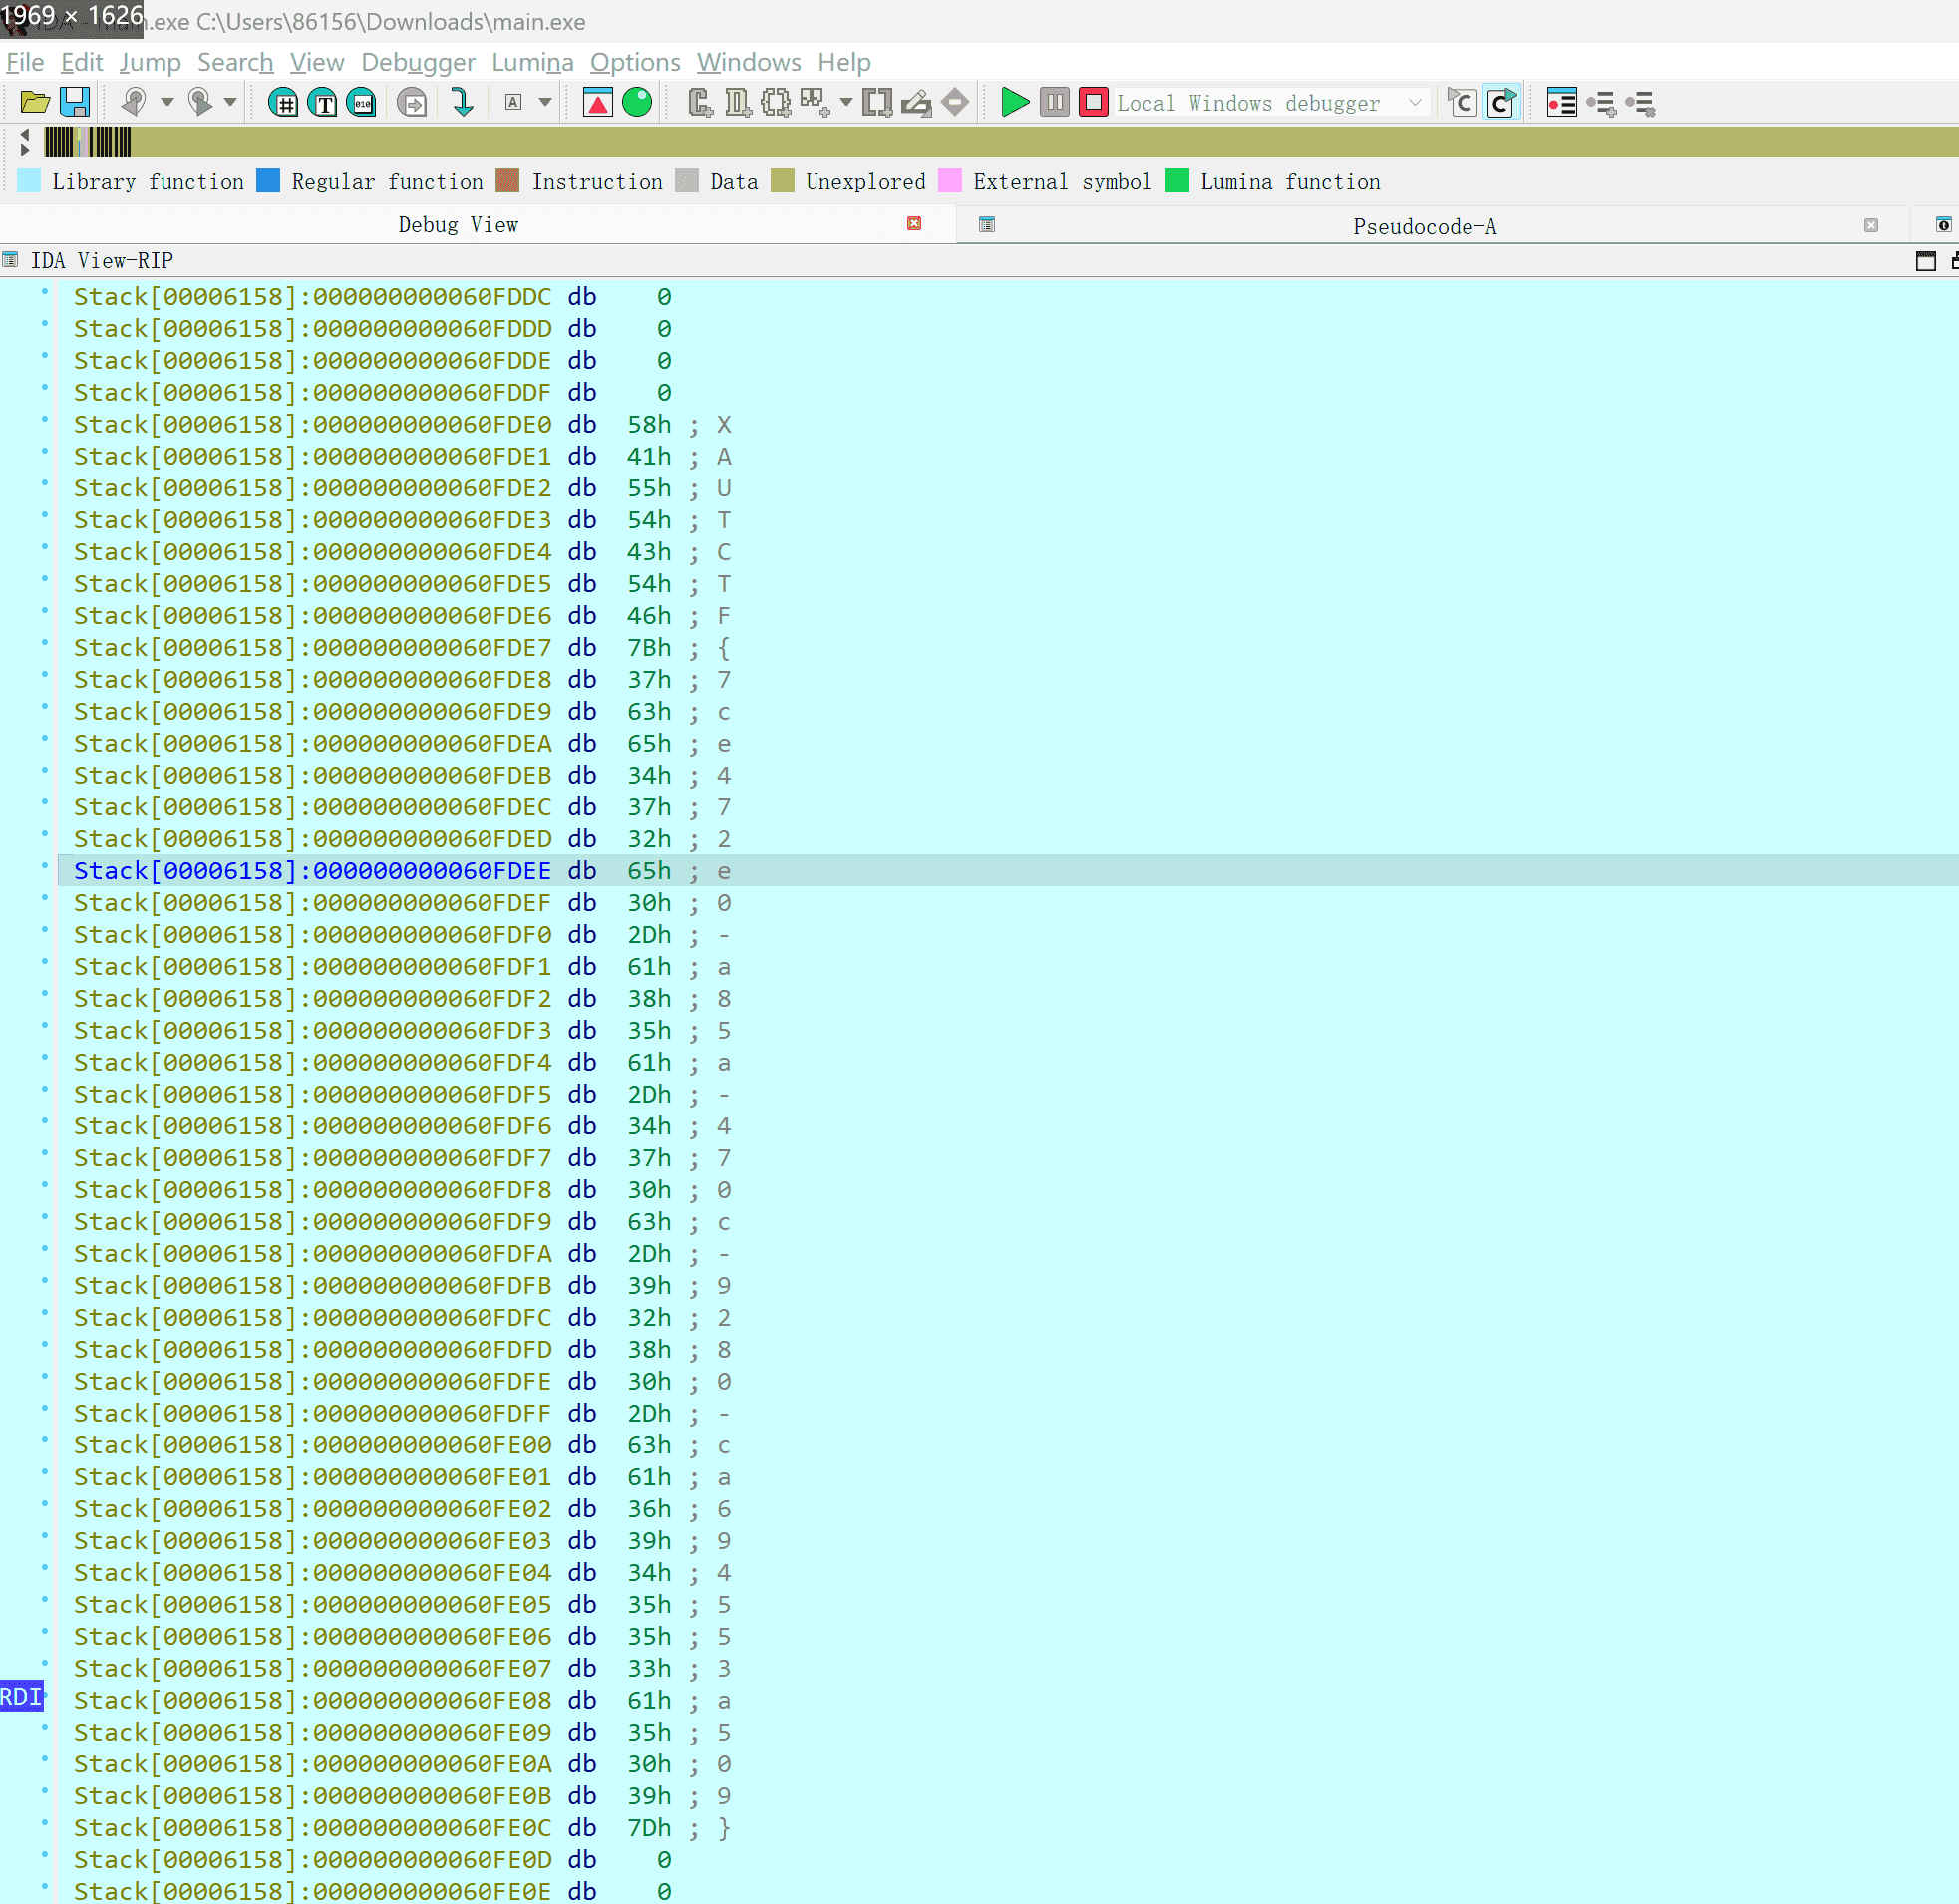 1969 × 1626
.exe C:\Users\86156\Downloads\main.exe
File Edit Jump Search View Debugger Lumina Options Windows Help
Local Windows debugger
Library function Regular function Instruction Data Unexplored External symbol Lumina function
Debug View Pseudocode-A
IDA View-RIP
Stack[00006158]:000000000060FDDC db 0
Stack[00006158]:000000000060FDDD db 0
Stack[00006158]:000000000060FDDE db 0
Stack[00006158]:000000000060FDDF db 0
Stack[00006158]:000000000060FDE0 db 58h ; X
Stack[00006158]:000000000060FDE1 db 41h ; A
Stack[00006158]:000000000060FDE2 db 55h ; U
Stack[00006158]:000000000060FDE3 db 54h ; T
Stack[00006158]:000000000060FDE4 db 43h ; C
Stack[00006158]:000000000060FDE5 db 54h ; T
Stack[00006158]:000000000060FDE6 db 46h ; F
Stack[00006158]:000000000060FDE7 db 7Bh ; {
Stack[00006158]:000000000060FDE8 db 37h ; 7
Stack[00006158]:000000000060FDE9 db 63h ; c
Stack[00006158]:000000000060FDEA db 65h ; e
Stack[00006158]:000000000060FDEB db 34h ; 4
Stack[00006158]:000000000060FDEC db 37h ; 7
Stack[00006158]:000000000060FDED db 32h ; 2
Stack[00006158]:000000000060FDEE db 65h ; e
Stack[00006158]:000000000060FDEF db 30h ; 0
Stack[00006158]:000000000060FDF0 db 2Dh ; -
Stack[00006158]:000000000060FDF1 db 61h ; a
Stack[00006158]:000000000060FDF2 db 38h ; 8
Stack[00006158]:000000000060FDF3 db 35h ; 5
Stack[00006158]:000000000060FDF4 db 61h ; a
Stack[00006158]:000000000060FDF5 db 2Dh ; -
Stack[00006158]:000000000060FDF6 db 34h ; 4
Stack[00006158]:000000000060FDF7 db 37h ; 7
Stack[00006158]:000000000060FDF8 db 30h ; 0
Stack[00006158]:000000000060FDF9 db 63h ; c
Stack[00006158]:000000000060FDFA db 2Dh ; -
Stack[00006158]:000000000060FDFB db 39h ; 9
Stack[00006158]:000000000060FDFC db 32h ; 2
Stack[00006158]:000000000060FDFD db 38h ; 8
Stack[00006158]:000000000060FDFE db 30h ; 0
Stack[00006158]:000000000060FDFF db 2Dh ; -
Stack[00006158]:000000000060FE00 db 63h ; c
Stack[00006158]:000000000060FE01 db 61h ; a
Stack[00006158]:000000000060FE02 db 36h ; 6
Stack[00006158]:000000000060FE03 db 39h ; 9
Stack[00006158]:000000000060FE04 db 34h ; 4
Stack[00006158]:000000000060FE05 db 35h ; 5
Stack[00006158]:000000000060FE06 db 35h ; 5
Stack[00006158]:000000000060FE07 db 33h ; 3
RDI Stack[00006158]:000000000060FE08 db 61h ; a
Stack[00006158]:000000000060FE09 db 35h ; 5
Stack[00006158]:000000000060FE0A db 30h ; 0
Stack[00006158]:000000000060FE0B db 39h ; 9
Stack[00006158]:000000000060FE0C db 7Dh ; }
Stack[00006158]:000000000060FE0D db 0
Stack[00006158]:000000000060FE0E db 0